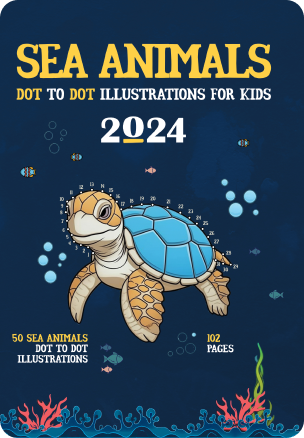 SEA ANIMALS
DOT TO DOT ILLUSTRATIONS FOR KIDS
2024
50 SEA ANIMALS
DOT TO DOT
ILLUSTRATIONS
102
PAGES